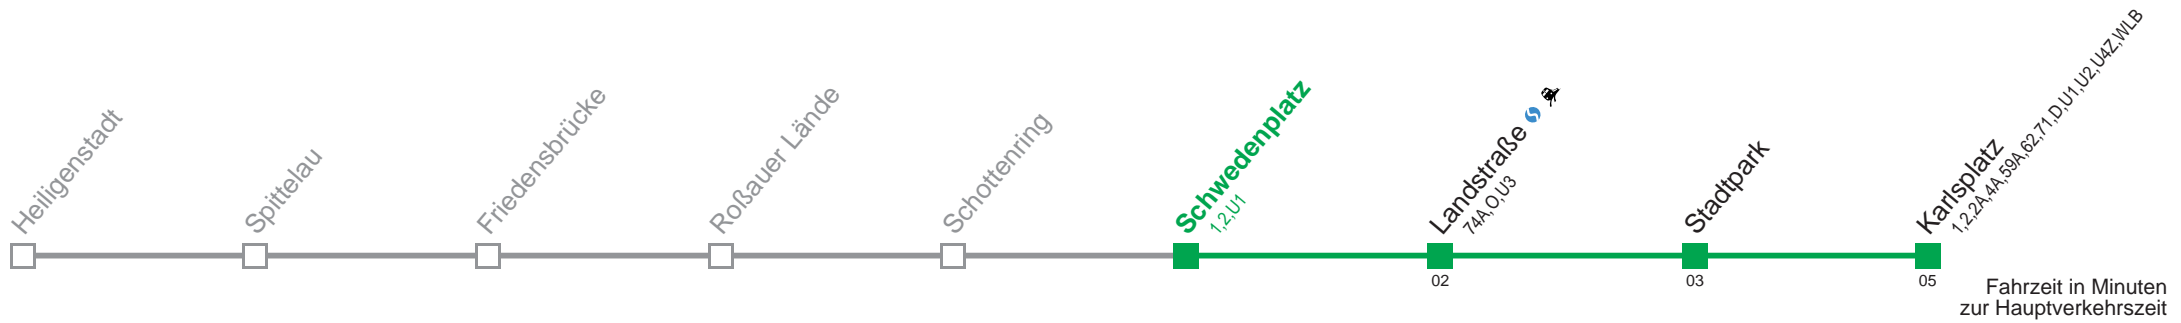 Heiligenstadt
Spittelau
Friedensbrücke
Roßauer Lände
Schottenring
Schwedenplatz
1,2,U1
Landstraße
74A,O,U3
02
Stadtpark
03
Karlsplatz
1,2,2A,4A,59A,62,71,D,U1,U2,U4Z,WLB
05
Fahrzeit in Minuten
zur Hauptverkehrszeit